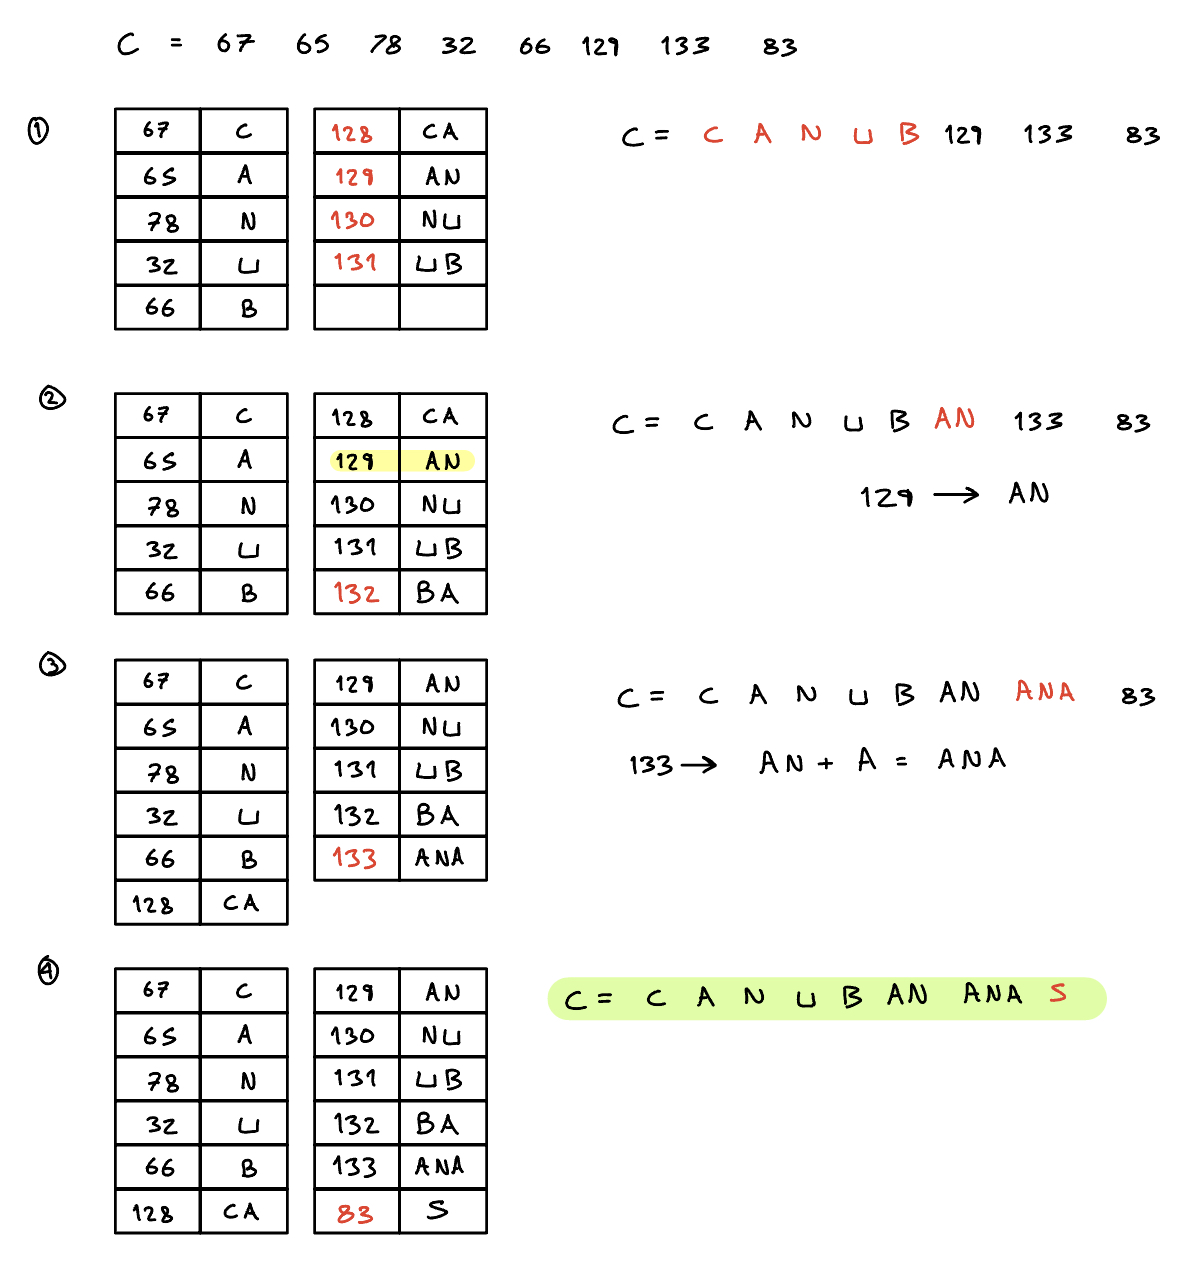 C = 67 65 78 32 66 129 133 83
① 67 C 128 CA C = C A N ⊔ B 129 133 83
65 A 129 AN
78 N 130 N⊔
32 ⊔ 131 ⊔B
66 B
② 67 C 128 CA C = C A N ⊔ B AN 133 83
65 A 129 AN
78 N 130 N⊔ 129 → AN
32 ⊔ 131 ⊔B
66 B 132 BA
③ 67 C 129 AN C = C A N ⊔ B AN ANA 83
65 A 130 N⊔
78 N 131 ⊔B 133 → AN + A = ANA
32 ⊔ 132 BA
66 B 133 ANA
128 CA
④ 67 C 129 AN C = C A N ⊔ B AN ANA S
65 A 130 N⊔
78 N 131 ⊔B
32 ⊔ 132 BA
66 B 133 ANA
128 CA 83 S